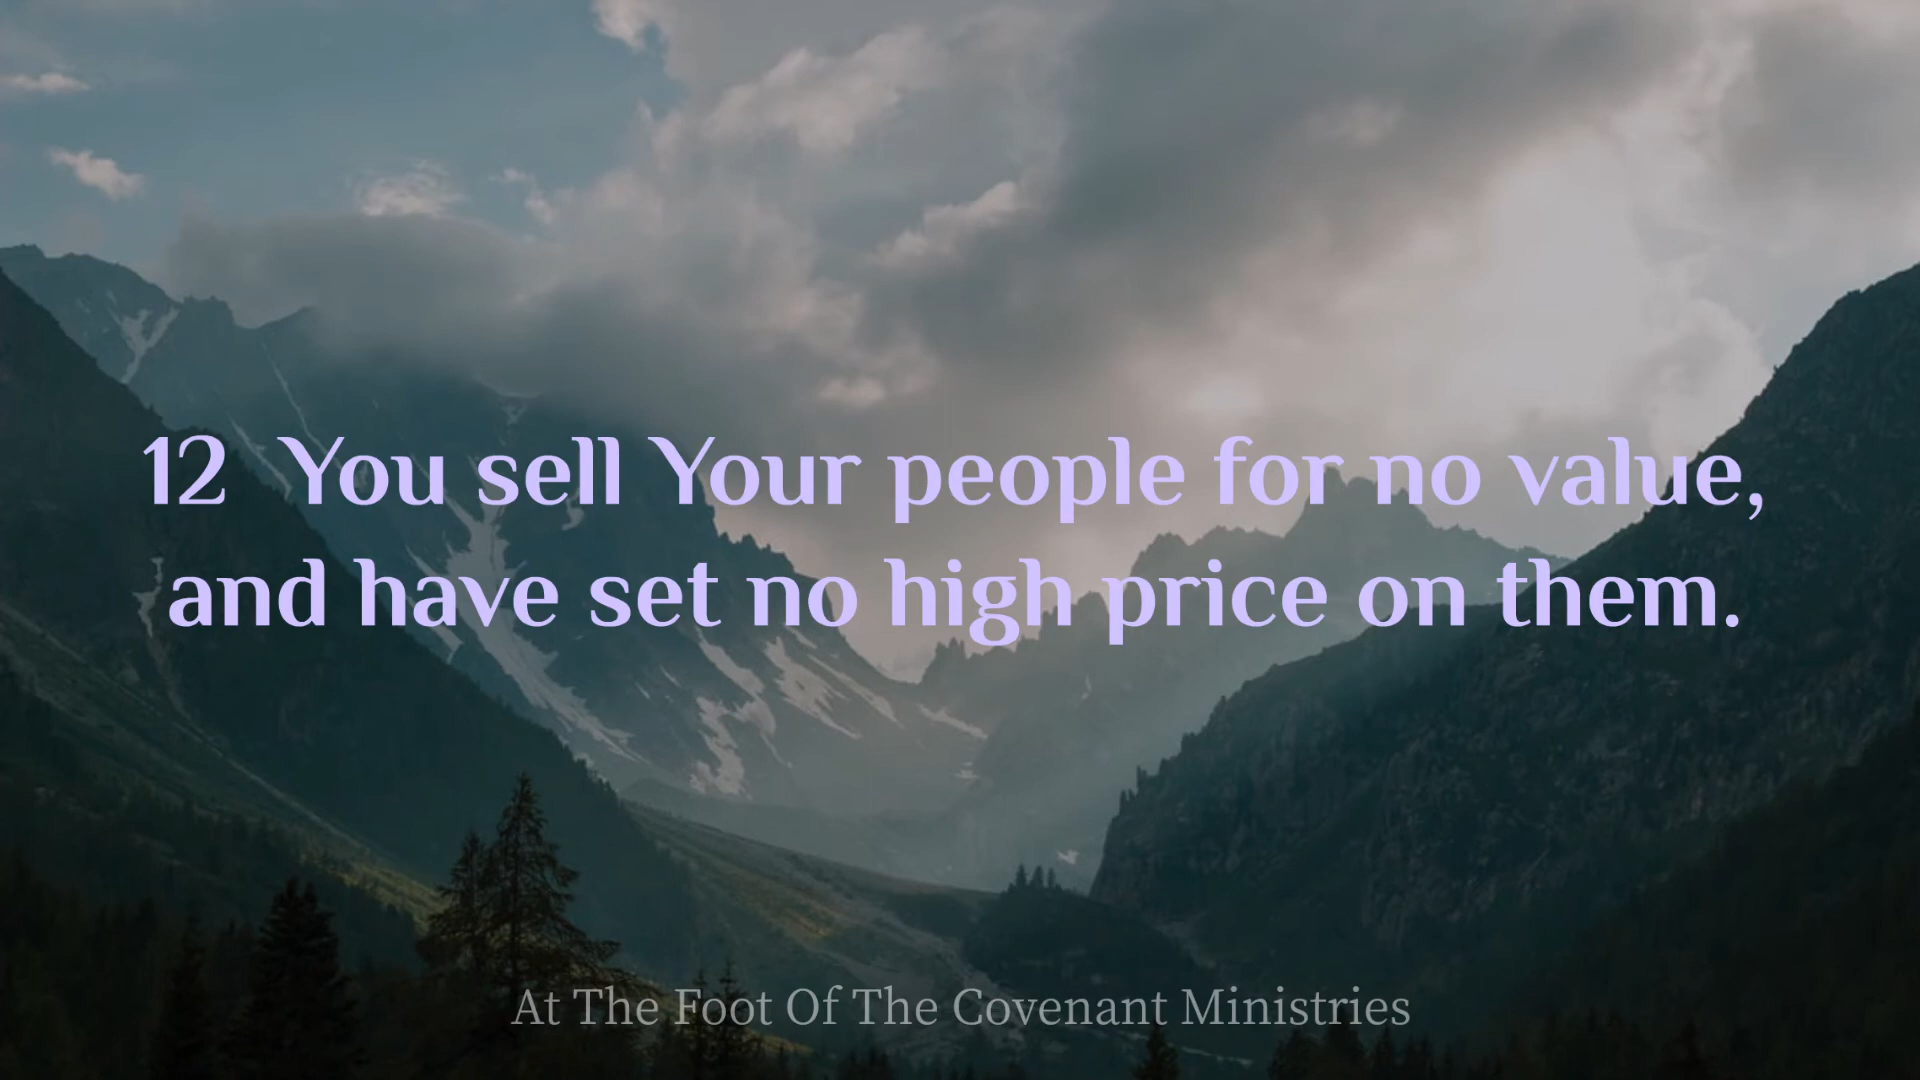 12 You sell Your people for no value,
and have set no high price on them.
At The Foot Of The Covenant Ministries